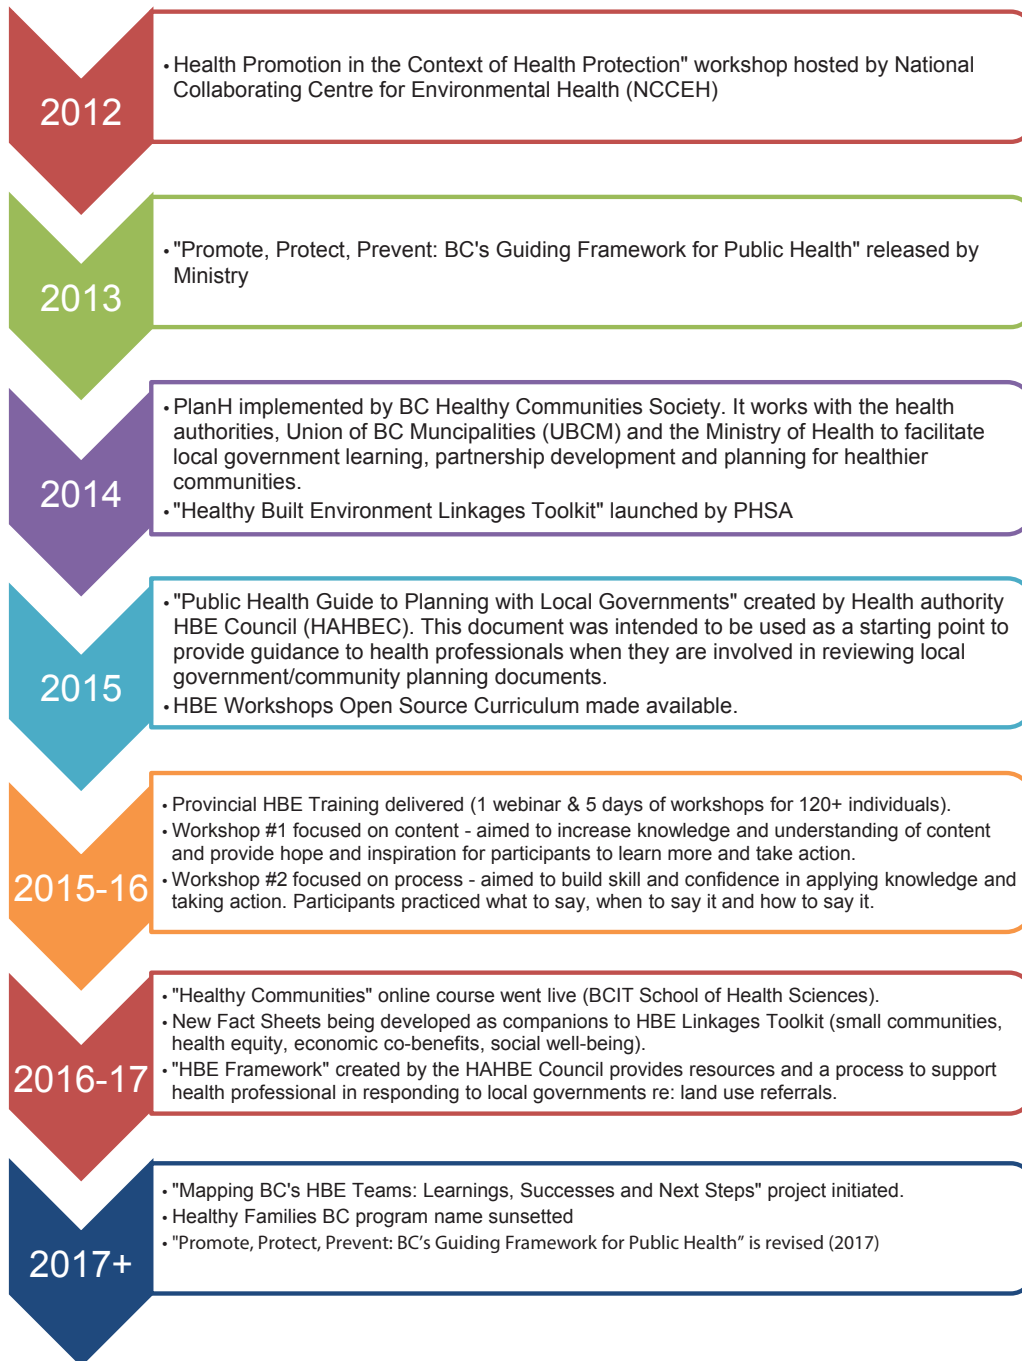 2012
• Health Promotion in the Context of Health Protection" workshop hosted by National
Collaborating Centre for Environmental Health (NCCEH)
2013
• "Promote, Protect, Prevent: BC's Guiding Framework for Public Health" released by
Ministry
2014
• PlanH implemented by BC Healthy Communities Society. It works with the health
authorities, Union of BC Muncipalities (UBCM) and the Ministry of Health to facilitate
local government learning, partnership development and planning for healthier
communities.
• "Healthy Built Environment Linkages Toolkit" launched by PHSA
2015
• "Public Health Guide to Planning with Local Governments" created by Health authority
HBE Council (HAHBEC). This document was intended to be used as a starting point to
provide guidance to health professionals when they are involved in reviewing local
government/community planning documents.
• HBE Workshops Open Source Curriculum made available.
2015-16
• Provincial HBE Training delivered (1 webinar & 5 days of workshops for 120+ individuals).
• Workshop #1 focused on content - aimed to increase knowledge and understanding of content
and provide hope and inspiration for participants to learn more and take action.
• Workshop #2 focused on process - aimed to build skill and confidence in applying knowledge and
taking action. Participants practiced what to say, when to say it and how to say it.
2016-17
• "Healthy Communities" online course went live (BCIT School of Health Sciences).
• New Fact Sheets being developed as companions to HBE Linkages Toolkit (small communities,
health equity, economic co-benefits, social well-being).
• "HBE Framework" created by the HAHBE Council provides resources and a process to support
health professional in responding to local governments re: land use referrals.
2017+
• "Mapping BC's HBE Teams: Learnings, Successes and Next Steps" project initiated.
• Healthy Families BC program name sunsetted
• "Promote, Protect, Prevent: BC's Guiding Framework for Public Health" is revised (2017)